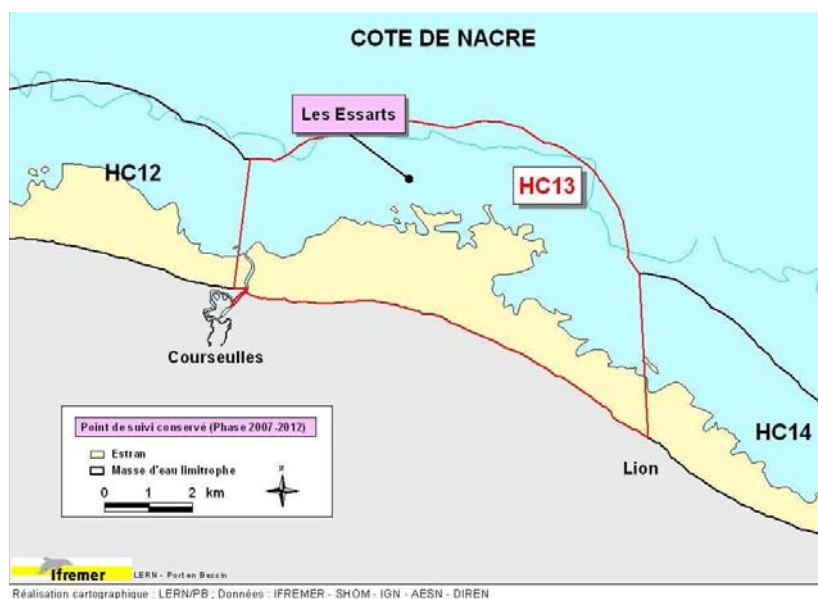 COTE DE NACRE
Les Essarts
HC12
HC13
Courseulles
HC14
Lion
Point de suivi conservé (Phase 2007-2012)
Estran
Masse d'eau limitrophe
0 1 2 km
N
Ifremer LERN - Port en Bessin
Réalisation cartographique : LERN/PB ; Données : IFREMER - SHOM - IGN - AESN - DIREN